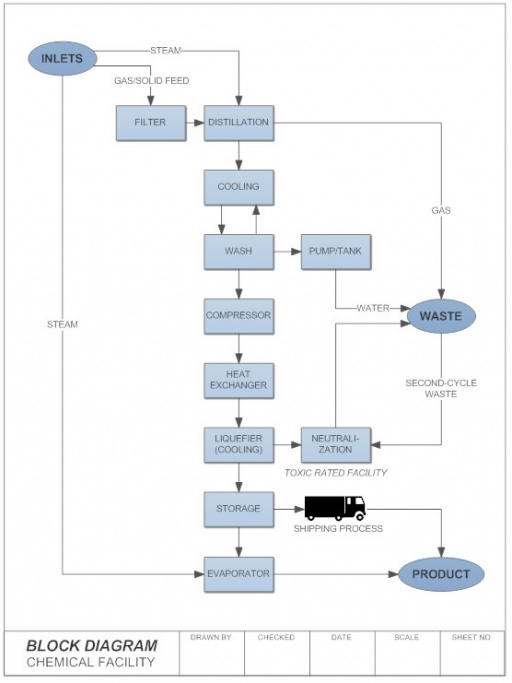 STEAM
INLETS
GAS/SOLID FEED
FILTER
DISTILLATION
COOLING
GAS
WASH
PUMP/TANK
WATER
COMPRESSOR
WASTE
STEAM
HEAT
EXCHANGER
SECOND-CYCLE
WASTE
LIQUEFIER
(COOLING)
NEUTRALI-
ZATION
TOXIC RATED FACILITY
STORAGE
SHIPPING PROCESS
EVAPORATOR
PRODUCT
BLOCK DIAGRAM
CHEMICAL FACILITY
DRAWN BY
CHECKED
DATE
SCALE
SHEET NO